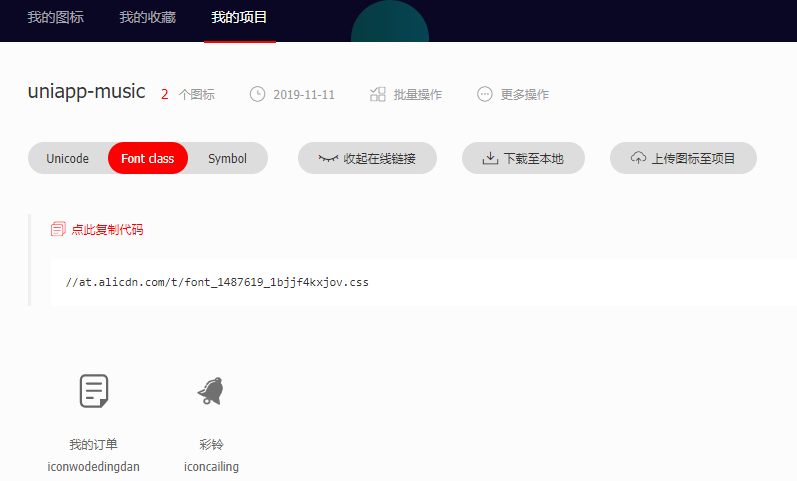 我的图标 我的收藏 我的项目
uniapp-music 2 个图标 2019-11-11 批量操作 更多操作
Unicode Font class Symbol 收起在线链接 下载至本地 上传图标至项目
点此复制代码
//at.alicdn.com/t/font_1487619_1bjjf4kxjov.css
我的订单 彩铃
iconwodedingdan iconcailing